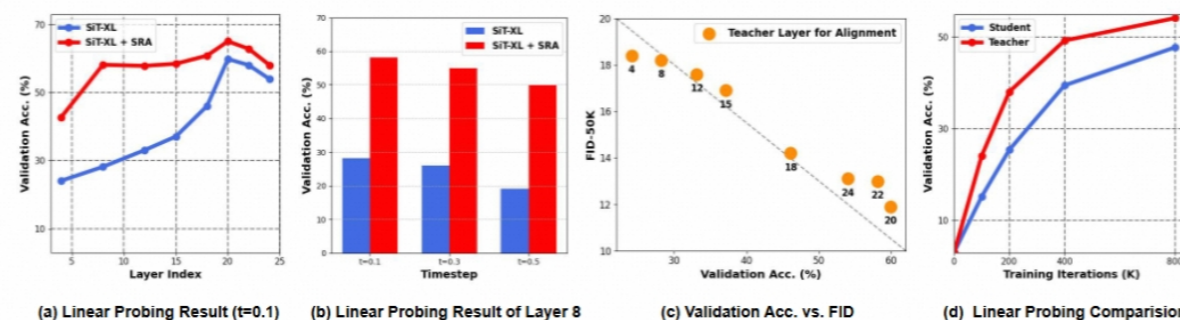 SiT-XL
SiT-XL + SRA
70
50
30
10
5
10
15
20
25
Validation Acc. (%)
Layer Index
(a) Linear Probing Result (t=0.1)
SiT-XL
SiT-XL + SRA
70
60
50
40
30
20
10
0
t=0.1
t=0.3
t=0.5
Validation Acc. (%)
Timestep
(b) Linear Probing Result of Layer 8
Teacher Layer for Alignment
20
18
16
14
12
10
4
8
12
15
18
24
22
20
30
40
50
60
FID-50K
Validation Acc. (%)
(c) Validation Acc. vs. FID
Student
Teacher
50
30
10
0
200
400
800
Validation Acc. (%)
Training Iterations (K)
(d) Linear Probing Comparision